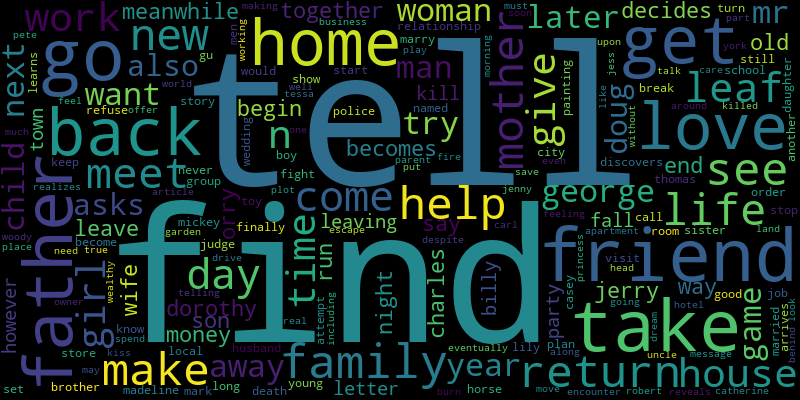 work
meanwhile
making
business
together
woman
later
decides
turn
mr
soon
must
part
pete
men
relationship
play
new
home
tell
get
old
next
learns
go
also
gu
working
would
marry
start
man
morning
upon
york
still
feel
world
show
well
tessa
kill
mother
give
painting
talk
care
school
jess
like
break
leaf
another
daughter
want
story
begin
police
named
doug
around
killed
town
back
refuse
offer
n
wedding
boy
one
try
love
without
much
keep
never
group
fight
parent
fire
becomes
city
discovers
end
see
child
realizes
meet
plot
put
even
george
thomas
order
father
asks
article
toy
come
help
save
jenny
fall
call
life
stop
woody
place
leave
become
mickey
garden
finally
judge
escape
time
leaving
say
feeling
carl
despite
friend
apartment
room
sister
land
need
true
drive
day
run
princess
visit
head
way
good
job
however
girl
wealthy
owner
wife
telling
dorothy
son
find
attempt
including
real
night
charles
billy
party
casey
jerry
going
dream
hotel
game
married
arrives
behind
look
know
spend
money
store
may
kiss
local
husband
eventually
lily
plan
along
take
uncle
message
make
away
family
year
return
house
set
brother
madeline
mark
long
death
young
letter
burn
horse
move
encounter
robert
reveals
catherine